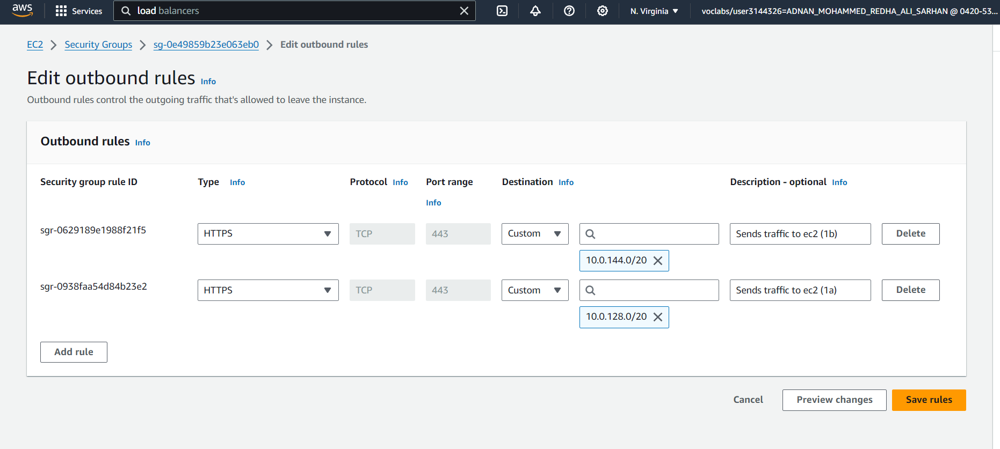 aws Services load balancers N. Virginia voclabs/user3144326=ADNAN_MOHAMMED_REDHA_ALI_SARHAN @ 0420-53...
EC2 Security Groups sg-0e49859b23e063eb0 Edit outbound rules
Edit outbound rules Info
Outbound rules control the outgoing traffic that's allowed to leave the instance.
Outbound rules Info
Security group rule ID Type Info Protocol Info Port range Destination Info Description - optional Info
Info
sgr-0629189e1988f21f5 HTTPS TCP 443 Custom Sends traffic to ec2 (1b) Delete
10.0.144.0/20
sgr-0938faa54d84b23e2 HTTPS TCP 443 Custom Sends traffic to ec2 (1a) Delete
10.0.128.0/20
Add rule
Cancel Preview changes Save rules